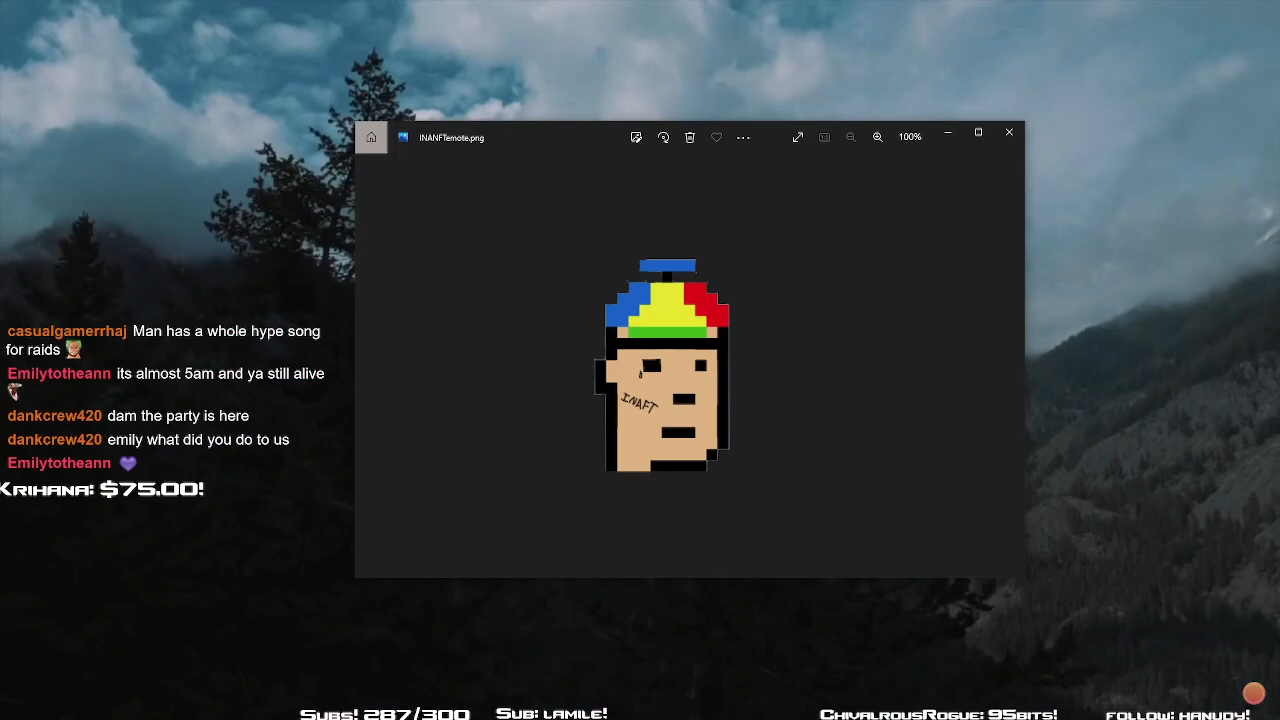 INANFTemote.png
100%
INAFT
casualgamerrhaj Man has a whole hype song
for raids
Emilytotheann its almost 5am and ya still alive
dankcrew420 dam the party is here
dankcrew420 emily what did you do to us
Emilytotheann
Krihana: $75.00!
Subs! 287/300
Sub: lamile!
ChivalrousRogue: 95bits!